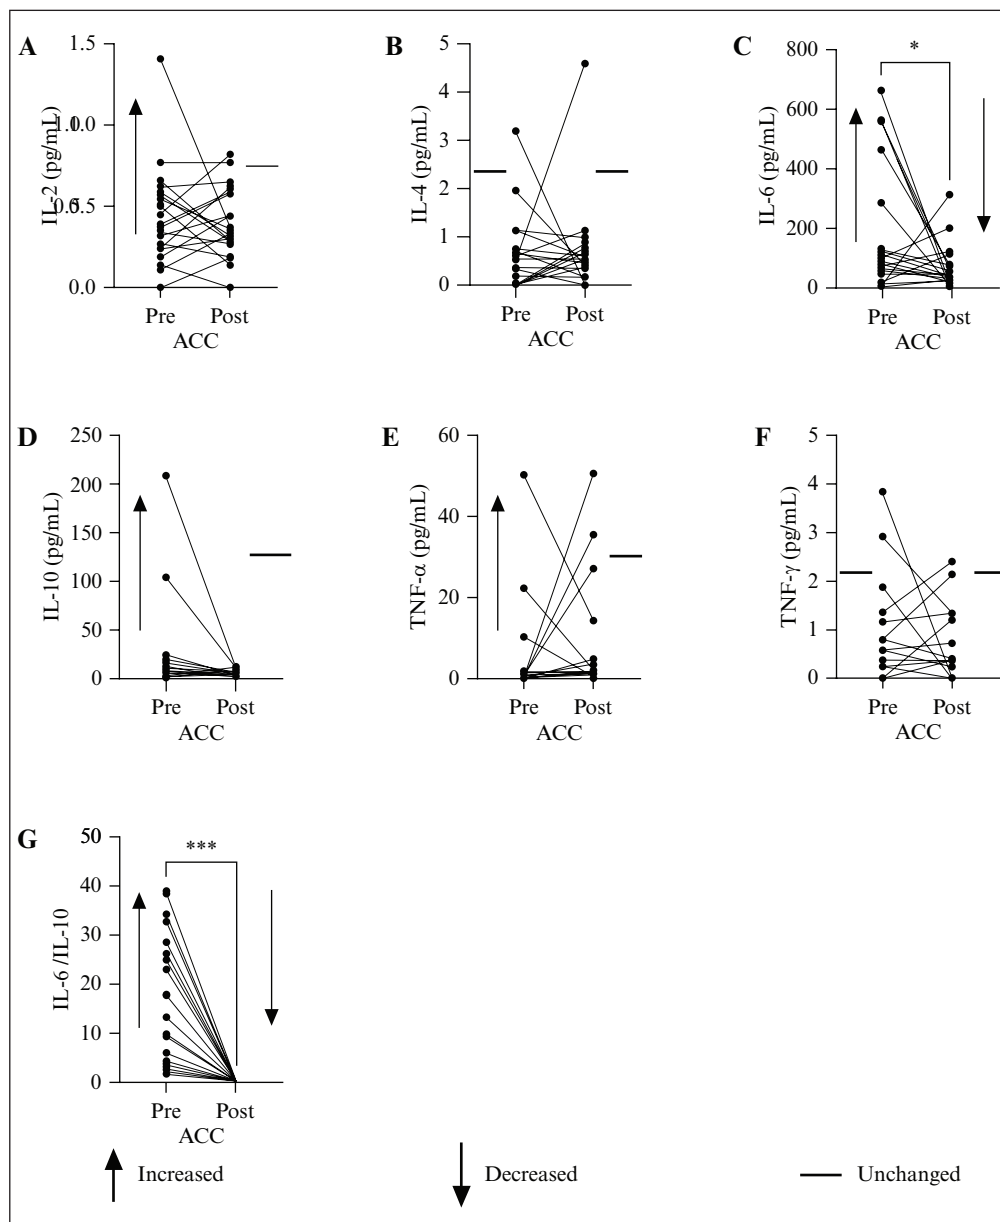 A
IL-2 (pg/mL)
1.5
1.0
0.5
0.0
Pre Post
ACC
B
IL-4 (pg/mL)
5
4
3
2
1
0
Pre Post
ACC
C
IL-6 (pg/mL)
800
600
400
200
0
*
Pre Post
ACC
D
IL-10 (pg/mL)
250
200
150
100
50
0
Pre Post
ACC
E
TNF-α (pg/mL)
60
40
20
0
Pre Post
ACC
F
TNF-γ (pg/mL)
5
4
3
2
1
0
Pre Post
ACC
G
IL-6 /IL-10
50
40
30
20
10
0
***
Pre Post
ACC
Increased Decreased Unchanged